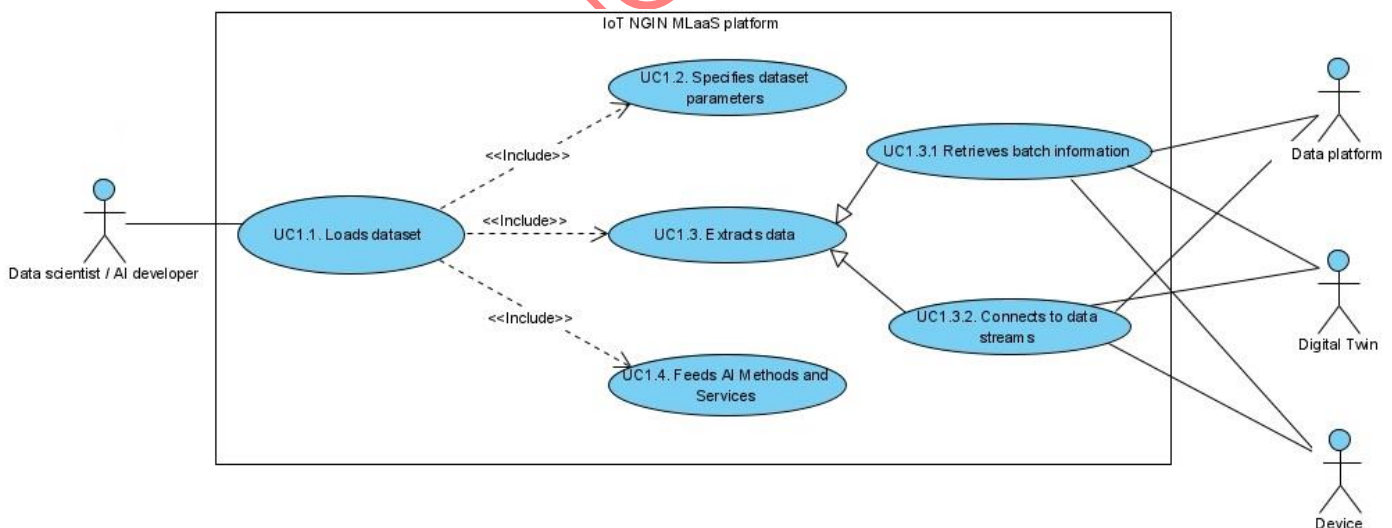 IoT NGIN MLaaS platform
UC1.2. Specifies dataset
parameters
<<Include>>
UC1.3.1 Retrieves batch information
Data platform
<<Include>>
UC1.1. Loads dataset
UC1.3. Extracts data
Data scientist / AI developer
<<Include>>
UC1.3.2. Connects to data
streams
Digital Twin
UC1.4. Feeds AI Methods and
Services
Device